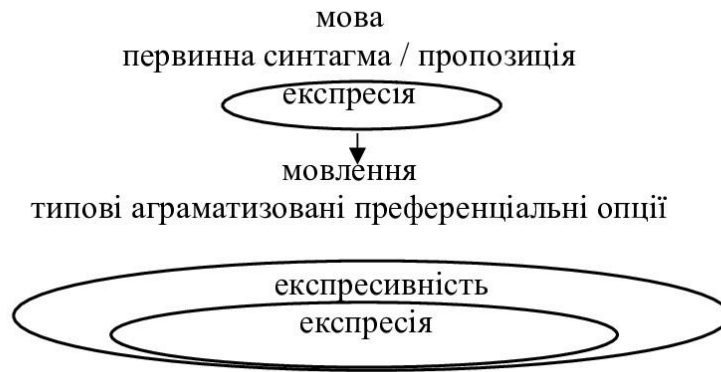 мова
первинна синтагма / пропозиція
експресія
мовлення
типові аграматизовані преференціальні опції
експресивність
експресія